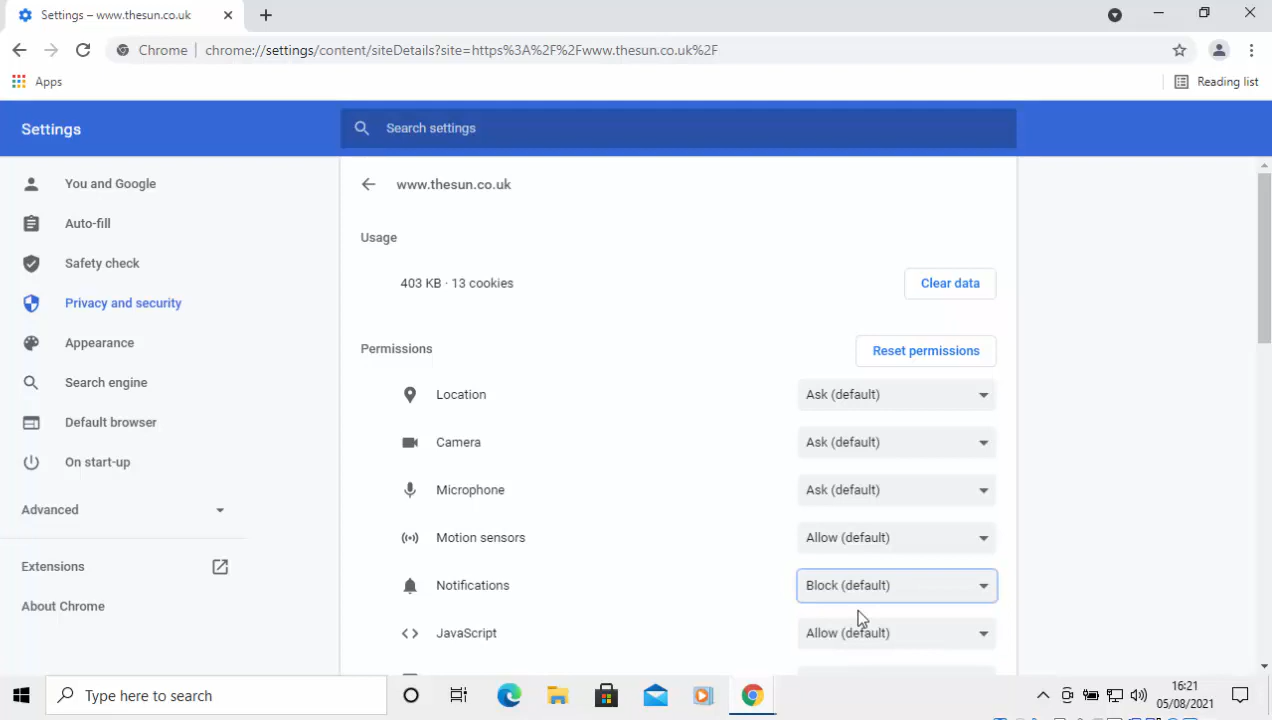 Settings – www.thesun.co.uk
Chrome
chrome://settings/content/siteDetails?site=https%3A%2F%2Fwww.thesun.co.uk%2F
Apps
Reading list
Settings
Search settings
You and Google
Auto-fill
Safety check
Privacy and security
Appearance
Search engine
Default browser
On start-up
Advanced
Extensions
About Chrome
www.thesun.co.uk
Usage
403 KB · 13 cookies
Clear data
Permissions
Reset permissions
Location
Ask (default)
Camera
Ask (default)
Microphone
Ask (default)
Motion sensors
Allow (default)
Notifications
Block (default)
JavaScript
Allow (default)
Type here to search
16:21
05/08/2021